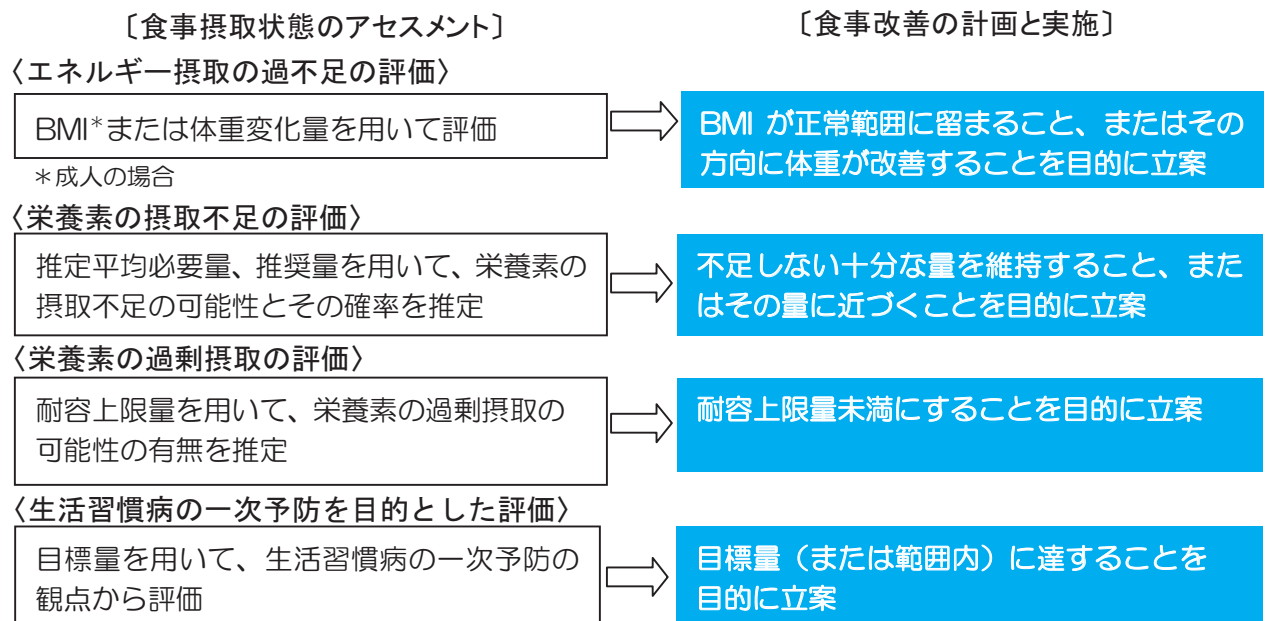 〔食事摂取状態のアセスメント〕
〔食事改善の計画と実施〕
〈エネルギー摂取の過不足の評価〉
BMI*または体重変化量を用いて評価
BMI が正常範囲に留まること、またはその
方向に体重が改善することを目的に立案
*成人の場合
〈栄養素の摂取不足の評価〉
推定平均必要量、推奨量を用いて、栄養素の
摂取不足の可能性とその確率を推定
不足しない十分な量を維持すること、また
はその量に近づくことを目的に立案
〈栄養素の過剰摂取の評価〉
耐容上限量を用いて、栄養素の過剰摂取の
可能性の有無を推定
耐容上限量未満にすることを目的に立案
〈生活習慣病の一次予防を目的とした評価〉
目標量を用いて、生活習慣病の一次予防の
観点から評価
目標量（または範囲内）に達することを
目的に立案